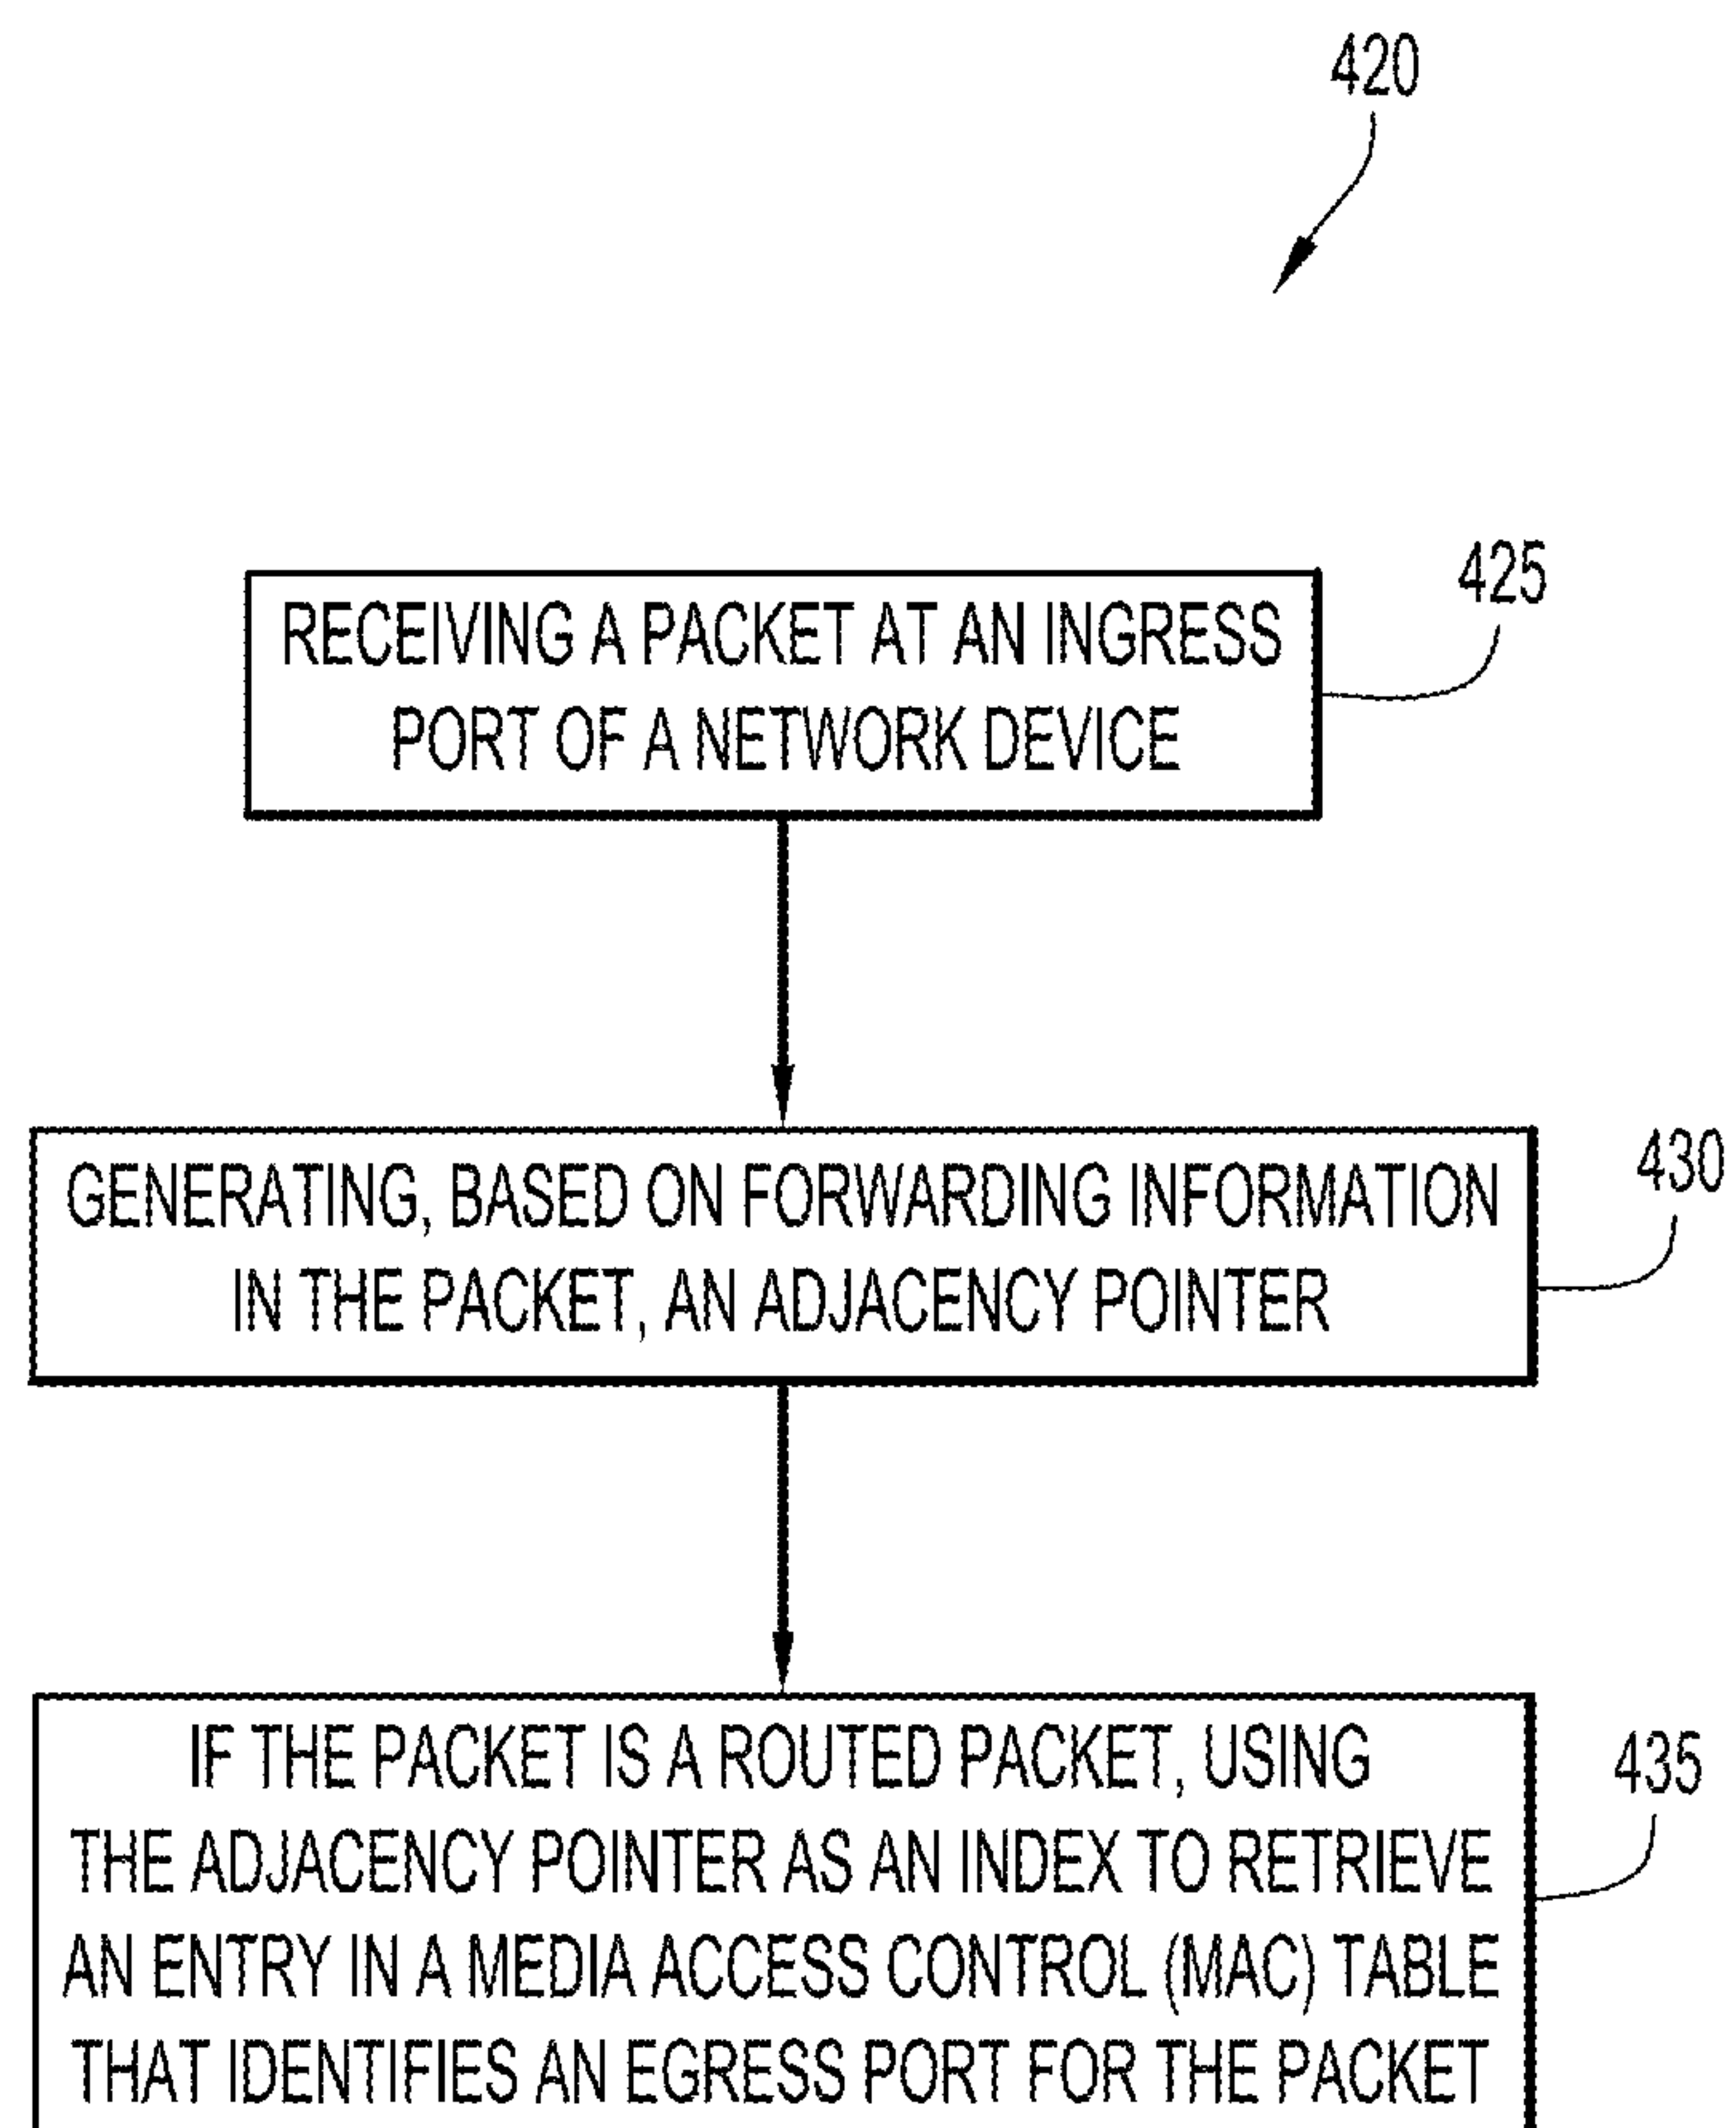 420
425
RECEIVING A PACKET AT AN INGRESS
PORT OF A NETWORK DEVICE
430
GENERATING, BASED ON FORWARDING INFORMATION
IN THE PACKET, AN ADJACENCY POINTER
435
IF THE PACKET IS A ROUTED PACKET, USING
THE ADJACENCY POINTER AS AN INDEX TO RETRIEVE
AN ENTRY IN A MEDIA ACCESS CONTROL (MAC) TABLE
THAT IDENTIFIES AN EGRESS PORT FOR THE PACKET